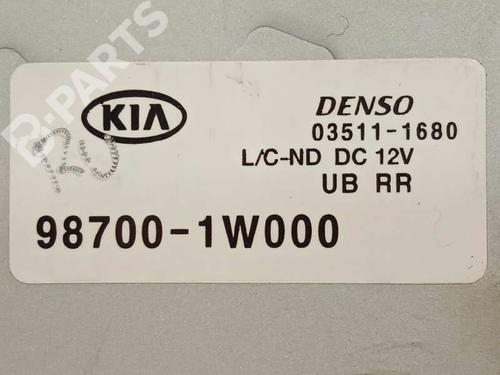 B-PARTS
KIA
DENSO
03511-1680
L/C-ND DC 12V
UB RR
98700-1W000